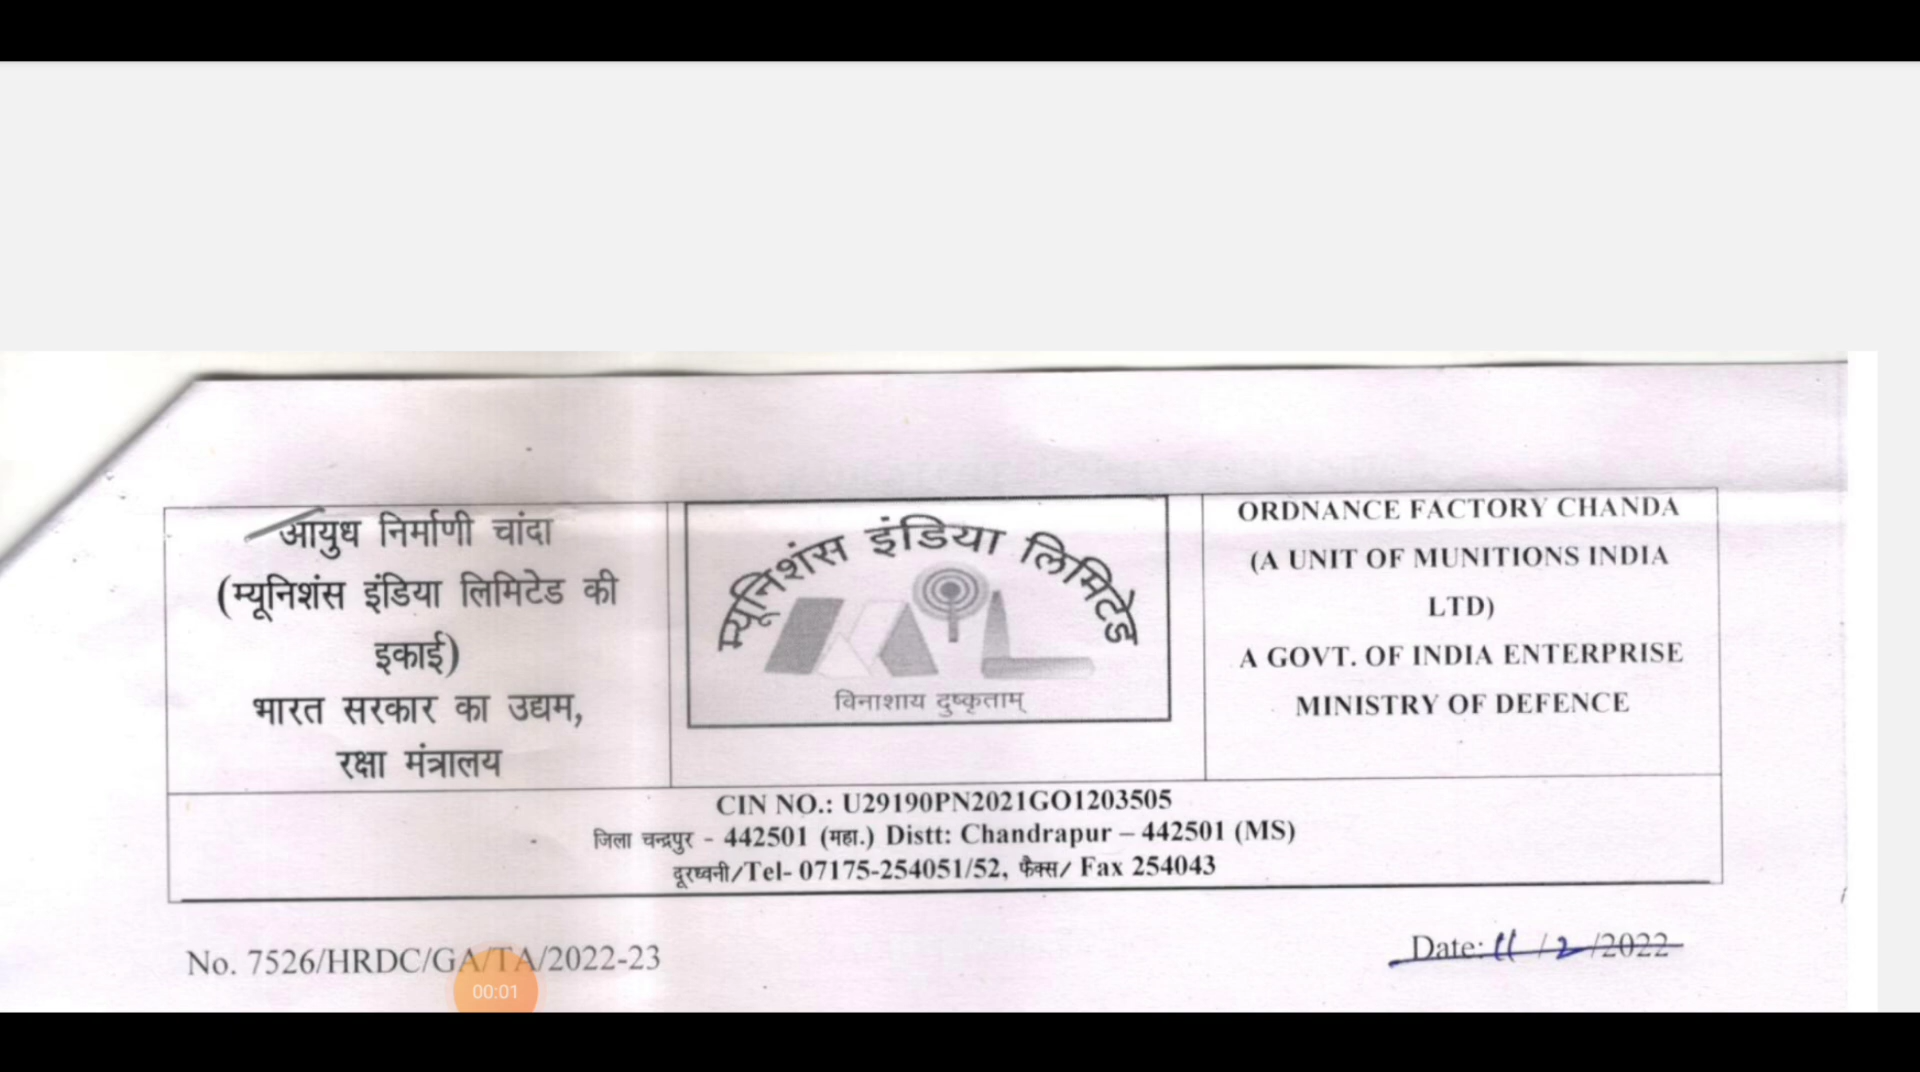 आयुध निर्माणी चांदा
(म्यूनिशंस इंडिया लिमिटेड की
इकाई)
भारत सरकार का उद्यम,
रक्षा मंत्रालय
म्यूनिशंस इंडिया लिमिटेड
विनाशाय दुष्कृताम्
ORDNANCE FACTORY CHANDA
(A UNIT OF MUNITIONS INDIA
LTD)
A GOVT. OF INDIA ENTERPRISE
MINISTRY OF DEFENCE
CIN NO.: U29190PN2021GO1203505
जिला चन्द्रपुर - 442501 (महा.) Distt: Chandrapur – 442501 (MS)
दूरध्वनी/Tel- 07175-254051/52, फैक्स/ Fax 254043
No. 7526/HRDC/GA/TA/2022-23
Date: 11/2/2022
00:01